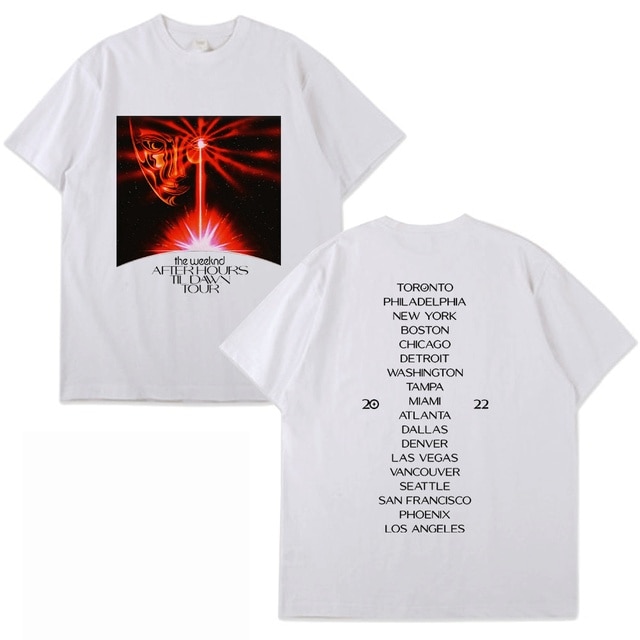 the weeknd
AFTER HOURS
TIL DAWN
TOUR
TORONTO
PHILADELPHIA
NEW YORK
BOSTON
CHICAGO
DETROIT
WASHINGTON
TAMPA
20 MIAMI 22
ATLANTA
DALLAS
DENVER
LAS VEGAS
VANCOUVER
SEATTLE
SAN FRANCISCO
PHOENIX
LOS ANGELES